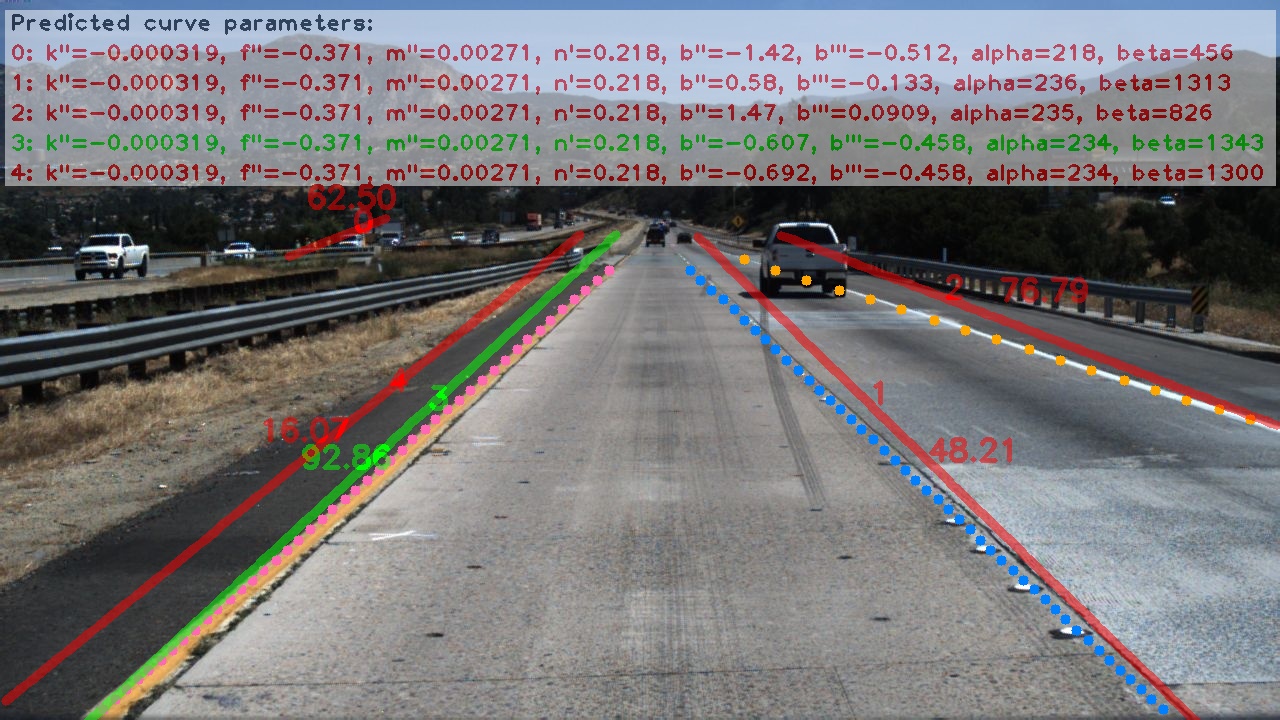 Predicted curve parameters:
0: k''=-0.000319, f''=-0.371, m''=0.00271, n'=0.218, b''=-1.42, b'''=-0.512, alpha=218, beta=456
1: k''=-0.000319, f''=-0.371, m''=0.00271, n'=0.218, b''=0.58, b'''=-0.133, alpha=236, beta=1313
2: k''=-0.000319, f''=-0.371, m''=0.00271, n'=0.218, b''=1.47, b'''=0.0909, alpha=235, beta=826
3: k''=-0.000319, f''=-0.371, m''=0.00271, n'=0.218, b''=-0.607, b'''=-0.458, alpha=234, beta=1343
4: k''=-0.000319, f''=-0.371, m''=0.00271, n'=0.218, b''=-0.692, b'''=-0.458, alpha=234, beta=1300
62.50
0
2 76.79
3
1
16.07
92.86
48.21